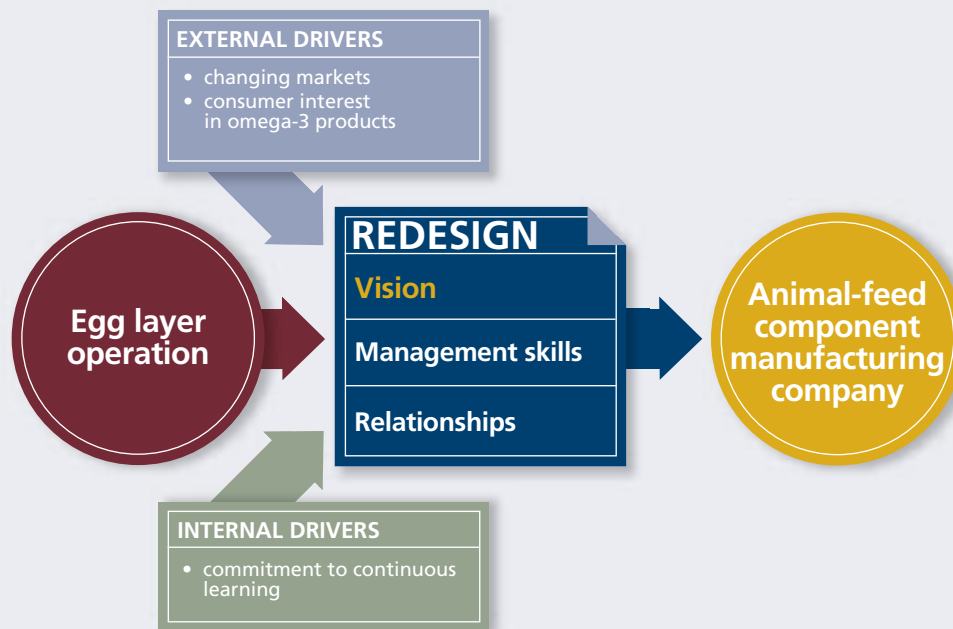 EXTERNAL DRIVERS
• changing markets
• consumer interest
in omega-3 products
Egg layer
operation
REDESIGN
Vision
Management skills
Relationships
Animal-feed
component
manufacturing
company
INTERNAL DRIVERS
• commitment to continuous
learning